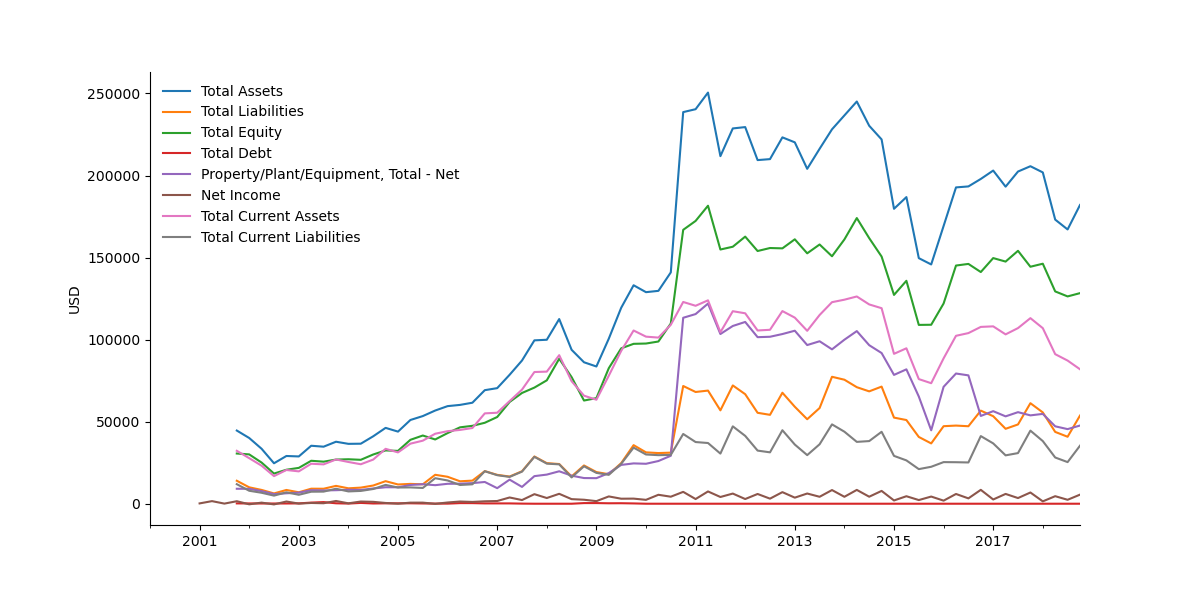 250000
200000
150000
100000
50000
0
USD
Total Assets
Total Liabilities
Total Equity
Total Debt
Property/Plant/Equipment, Total - Net
Net Income
Total Current Assets
Total Current Liabilities
2001 2003 2005 2007 2009 2011 2013 2015 2017